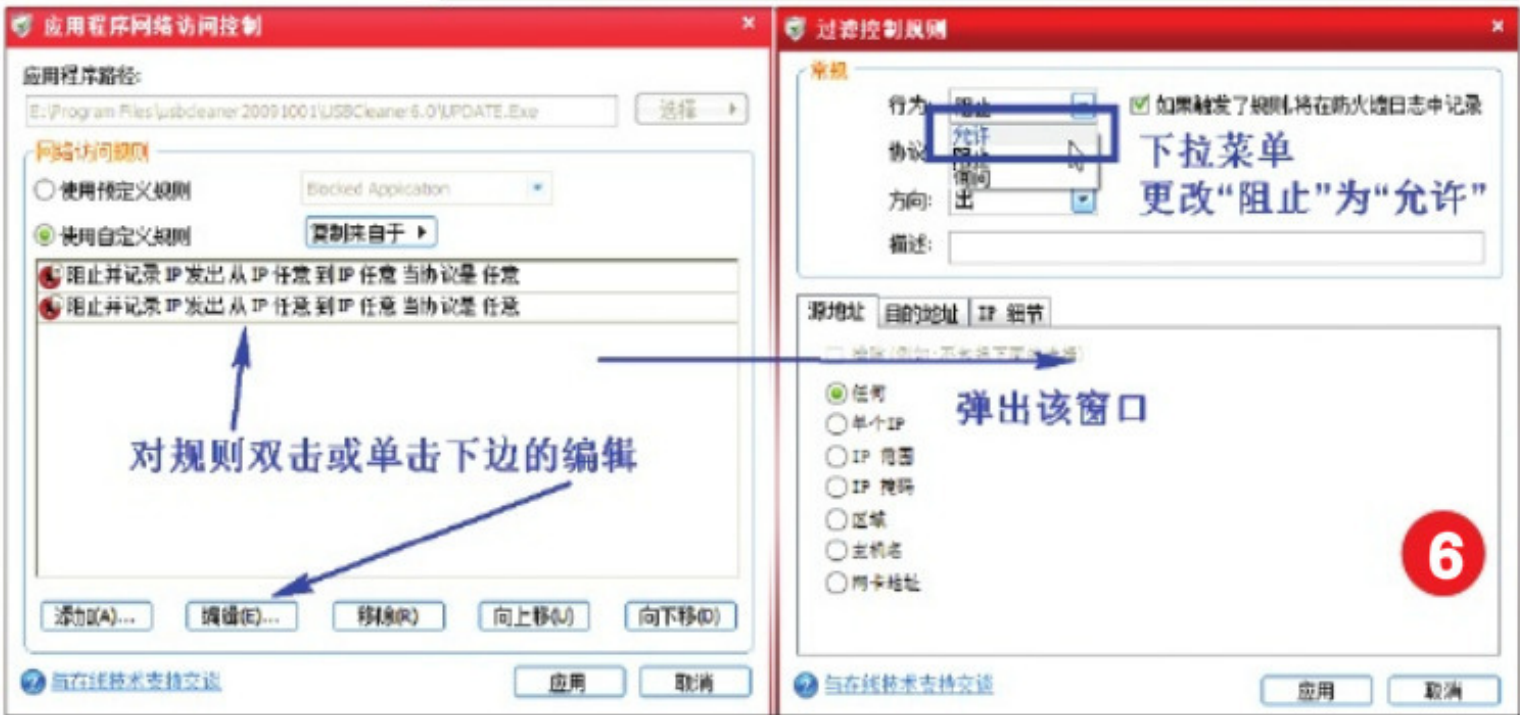 应用程序网络访问控制
应用程序路径:
E:\Program Files\usbcleaner20091001\USBCleaner6.0\UPDATE.Exe
选择
网络访问规则
使用预定义规则
Blocked Application
使用自定义规则
复制来自于
阻止并记录 IP 发出 从 IP 任意 到 IP 任意 当协议是 任意
阻止并记录 IP 发出 从 IP 任意 到 IP 任意 当协议是 任意
对规则双击或单击下边的编辑
添加(A)...
编辑(E)...
移除(R)
向上移(U)
向下移(D)
与在线技术支持交谈
应用
取消
过滤控制规则
常规
行为:
阻止
如果触发了规则,将在防火墙日志中记录
允许
阻止
询问
协议
下拉菜单
更改“阻止”为“允许”
方向:
出
描述:
源地址
目的地址
IP 细节
任何
弹出该窗口
单个IP
IP 范围
IP 掩码
区域
主机名
网卡地址
6
与在线技术支持交谈
应用
取消